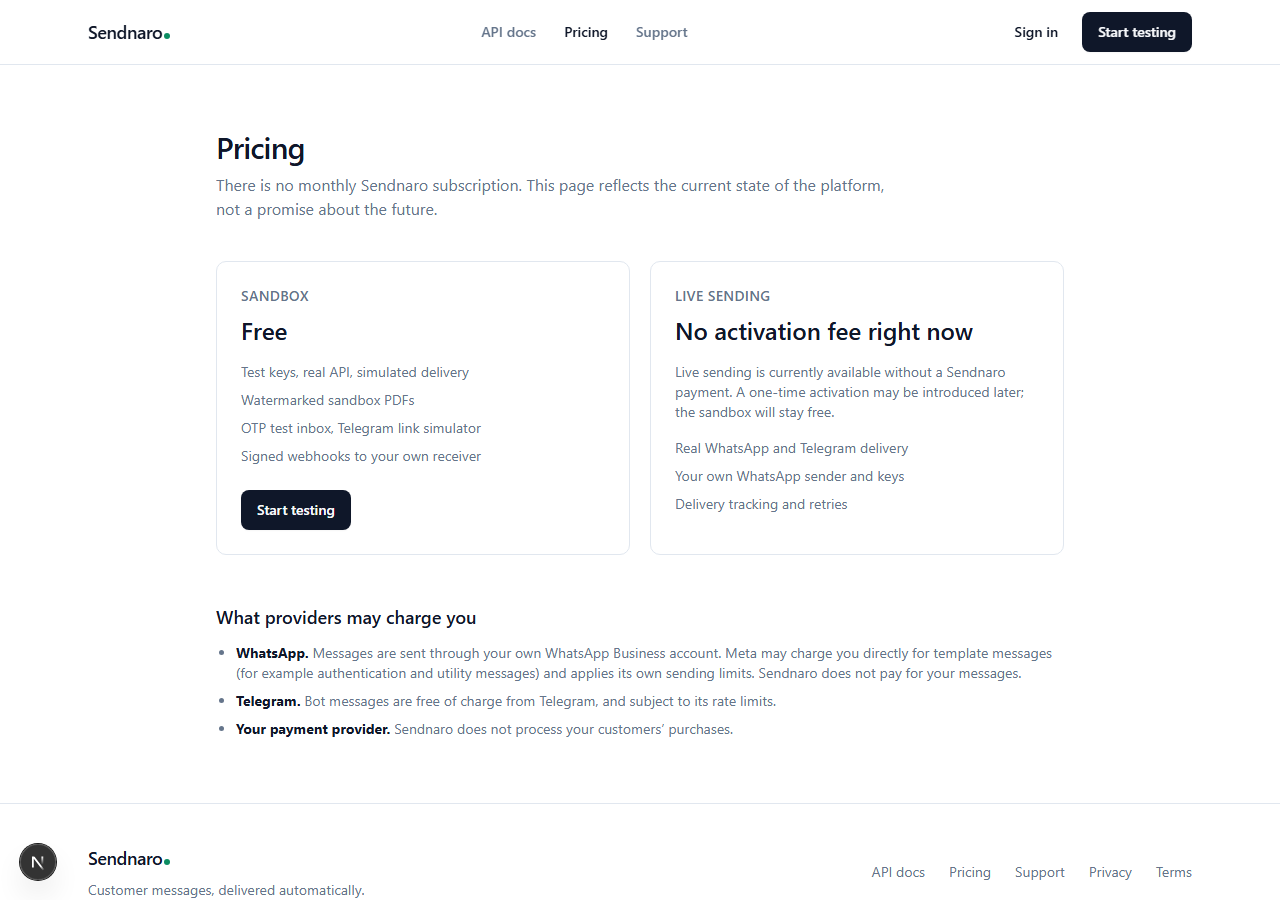 Sendnaro
API docs
Pricing
Support
Sign in
Start testing
Pricing
There is no monthly Sendnaro subscription. This page reflects the current state of the platform,
not a promise about the future.
SANDBOX
Free
Test keys, real API, simulated delivery
Watermarked sandbox PDFs
OTP test inbox, Telegram link simulator
Signed webhooks to your own receiver
Start testing
LIVE SENDING
No activation fee right now
Live sending is currently available without a Sendnaro
payment. A one-time activation may be introduced later;
the sandbox will stay free.
Real WhatsApp and Telegram delivery
Your own WhatsApp sender and keys
Delivery tracking and retries
What providers may charge you
WhatsApp. Messages are sent through your own WhatsApp Business account. Meta may charge you directly for template messages
(for example authentication and utility messages) and applies its own sending limits. Sendnaro does not pay for your messages.
Telegram. Bot messages are free of charge from Telegram, and subject to its rate limits.
Your payment provider. Sendnaro does not process your customers’ purchases.
N
Sendnaro
Customer messages, delivered automatically.
API docs
Pricing
Support
Privacy
Terms